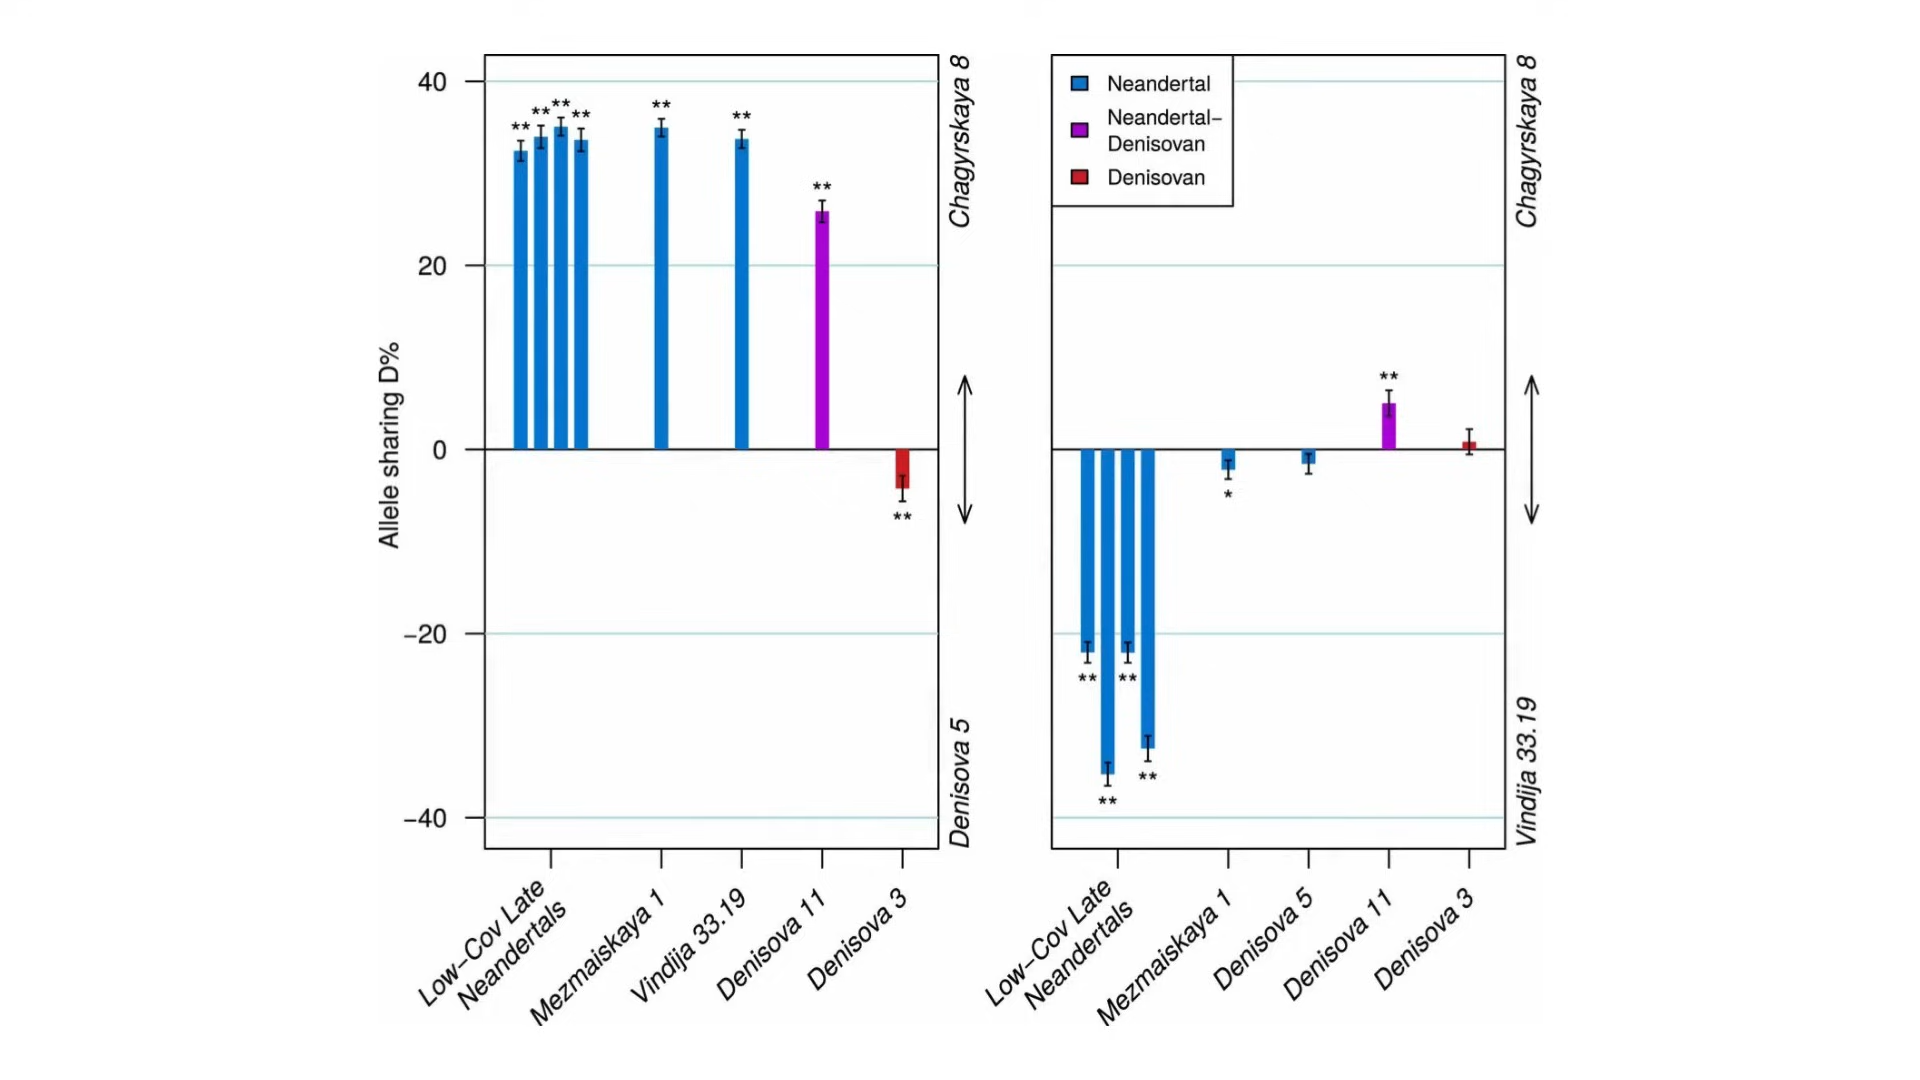 Allele sharing D%
40
20
0
−20
−40
** ** ** **
**
**
**
**
Chagyrskaya 8
Denisova 5
Low−Cov Late
Neandertals
Mezmaiskaya 1
Vindija 33.19
Denisova 11
Denisova 3
Neandertal
Neandertal−
Denisovan
Denisovan
**
*
** **
**
**
Chagyrskaya 8
Vindija 33.19
Low−Cov Late
Neandertals
Mezmaiskaya 1
Denisova 5
Denisova 11
Denisova 3